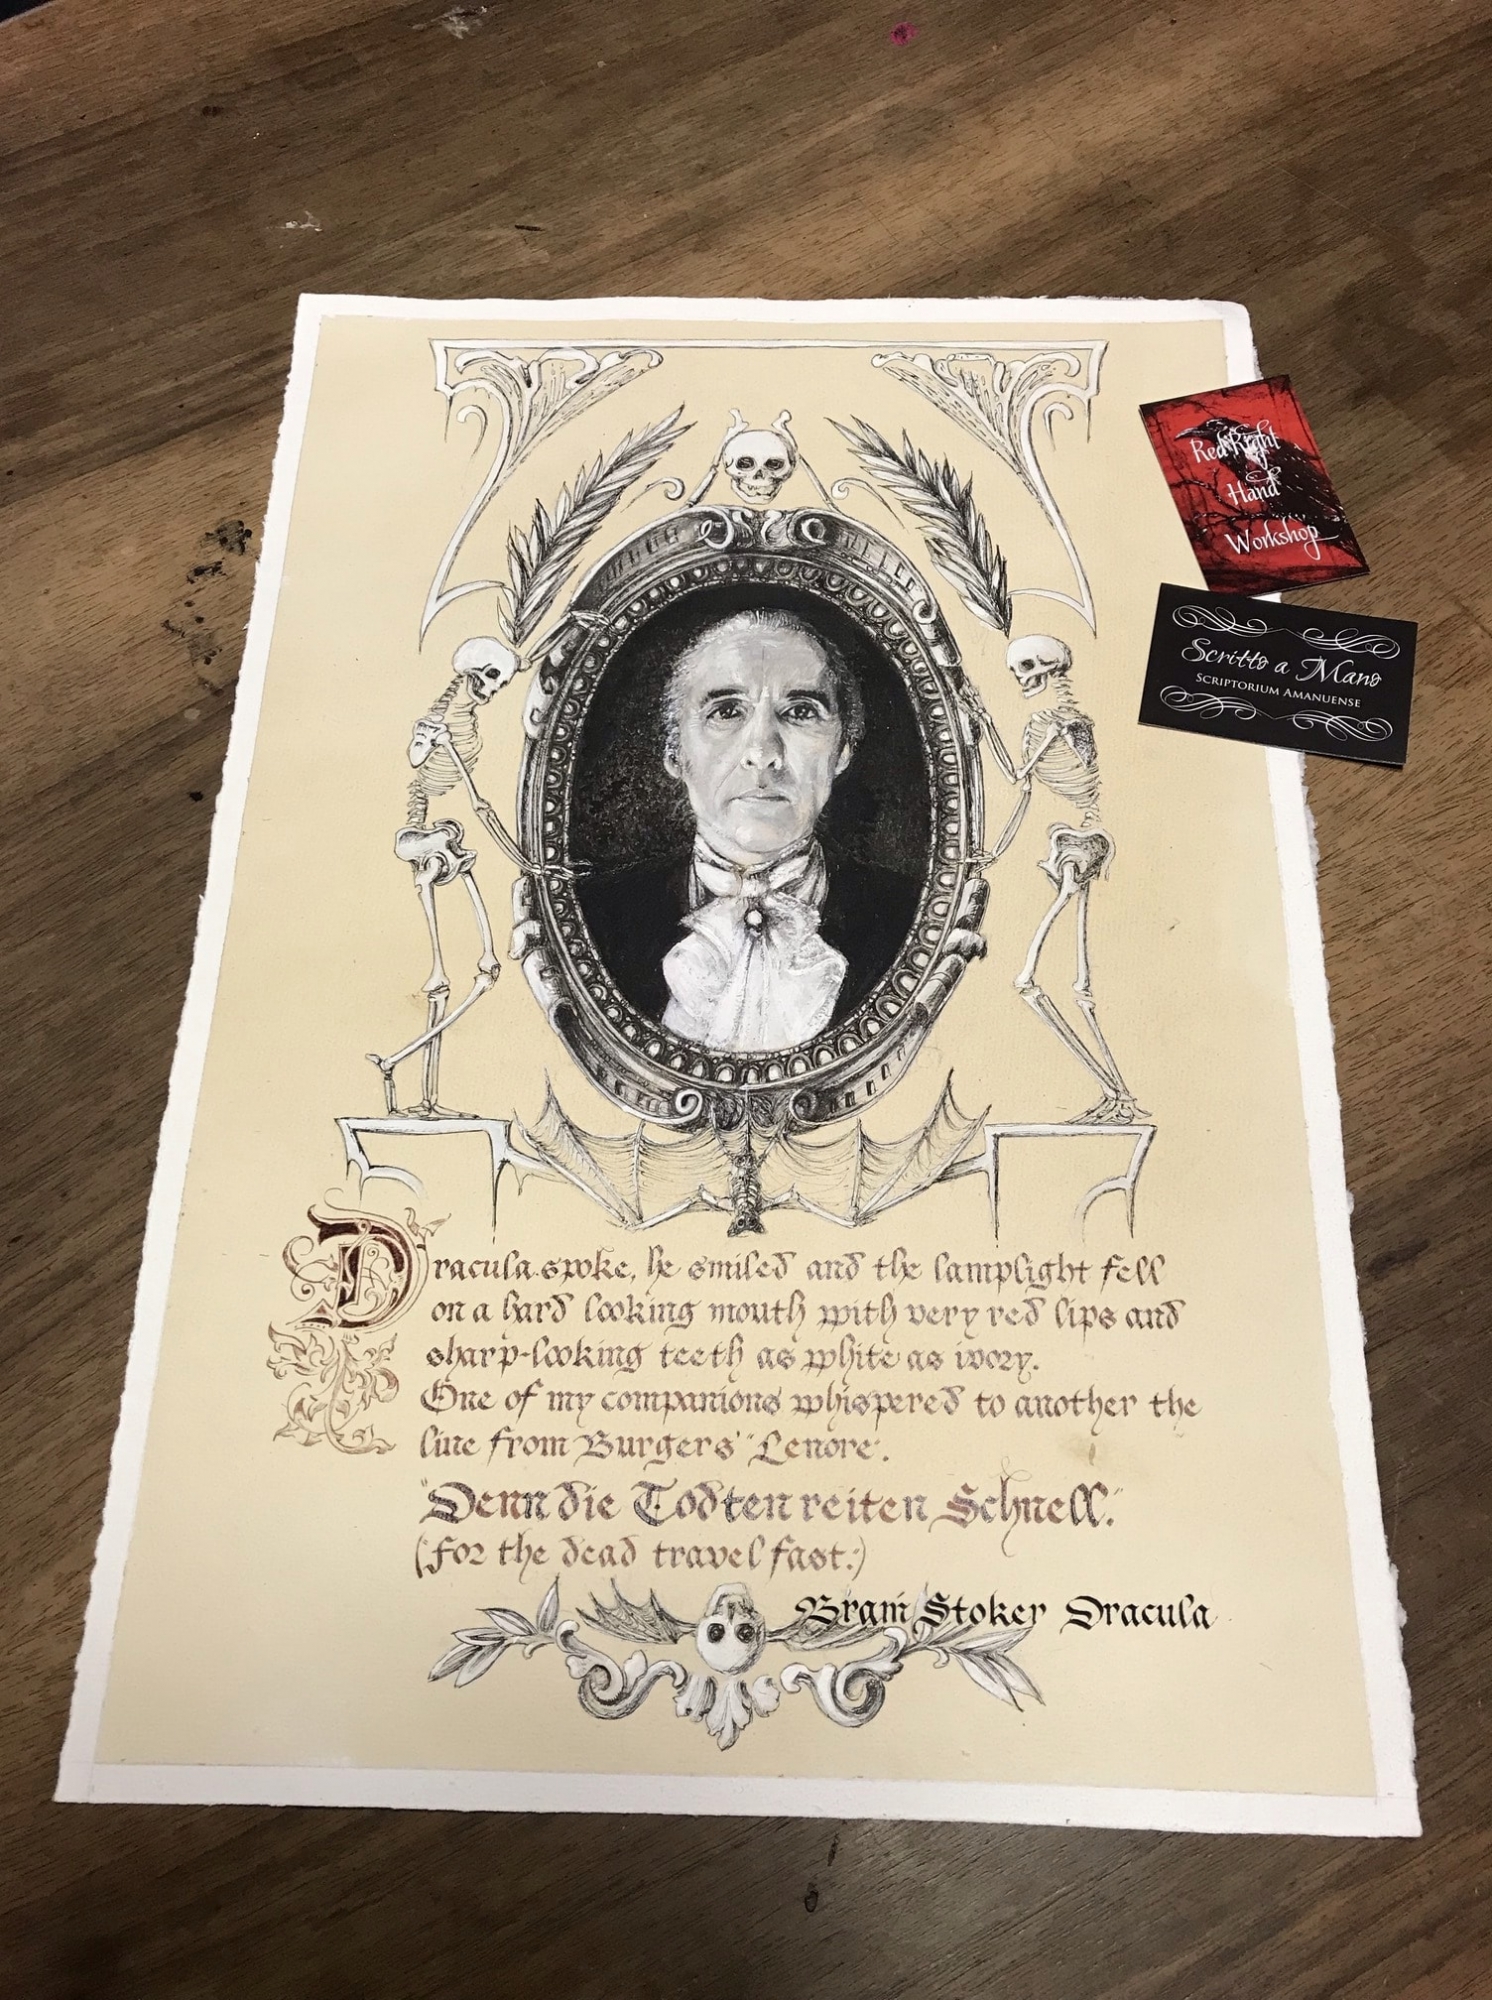 Red Right
Hand
Workshop
Scritto a Mano
SCRIPTORIUM AMANUENSE
Dracula spoke, he smiled and the lamplight fell
on a hard looking mouth with very red lips and
sharp-looking teeth as white as ivory.
One of my companions whispered to another the
line from Burgers' "Lenore".
"Denn die Todten reiten Schnell."
(For the dead travel fast.)
Bram Stoker Dracula